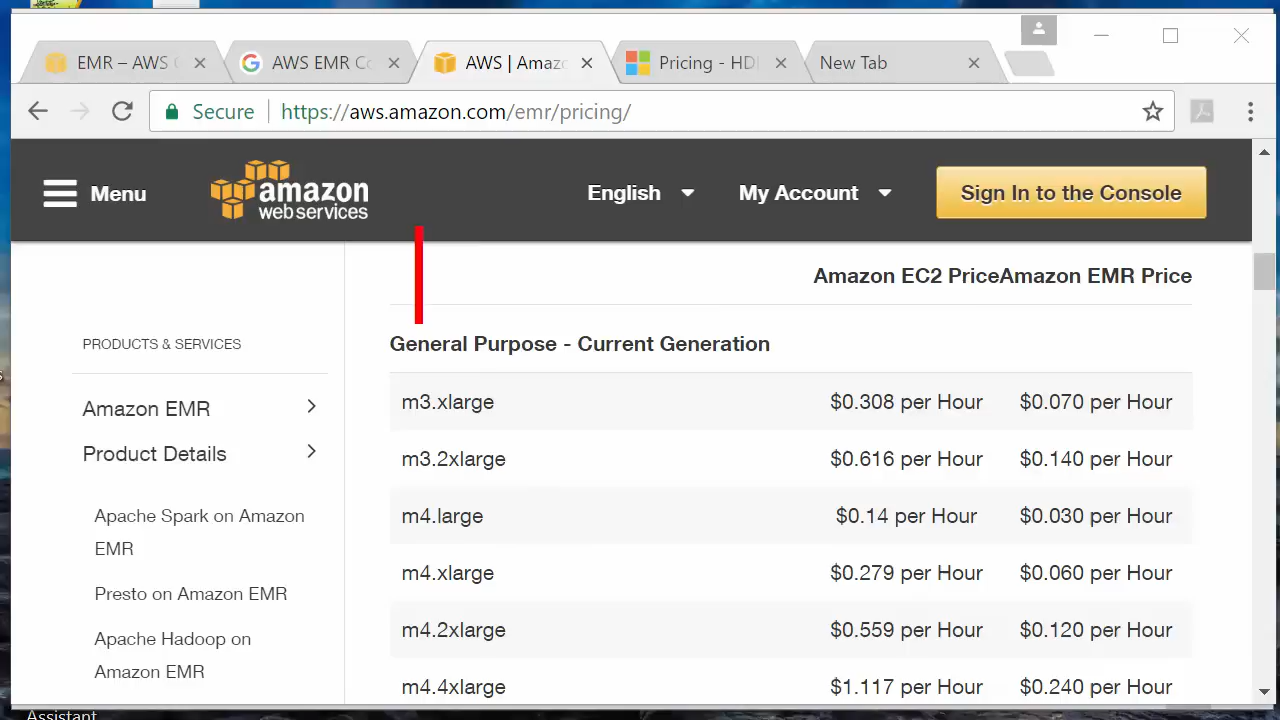 EMR – AWS
AWS EMR Co
AWS | Amazo
Pricing - HDI
New Tab
Secure
https://aws.amazon.com/emr/pricing/
Menu
amazon
web services
English
My Account
Sign In to the Console
Amazon EC2 PriceAmazon EMR Price
PRODUCTS & SERVICES
Amazon EMR
Product Details
Apache Spark on Amazon
EMR
Presto on Amazon EMR
Apache Hadoop on
Amazon EMR
General Purpose - Current Generation
m3.xlarge $0.308 per Hour $0.070 per Hour
m3.2xlarge $0.616 per Hour $0.140 per Hour
m4.large $0.14 per Hour $0.030 per Hour
m4.xlarge $0.279 per Hour $0.060 per Hour
m4.2xlarge $0.559 per Hour $0.120 per Hour
m4.4xlarge $1.117 per Hour $0.240 per Hour
Assistant